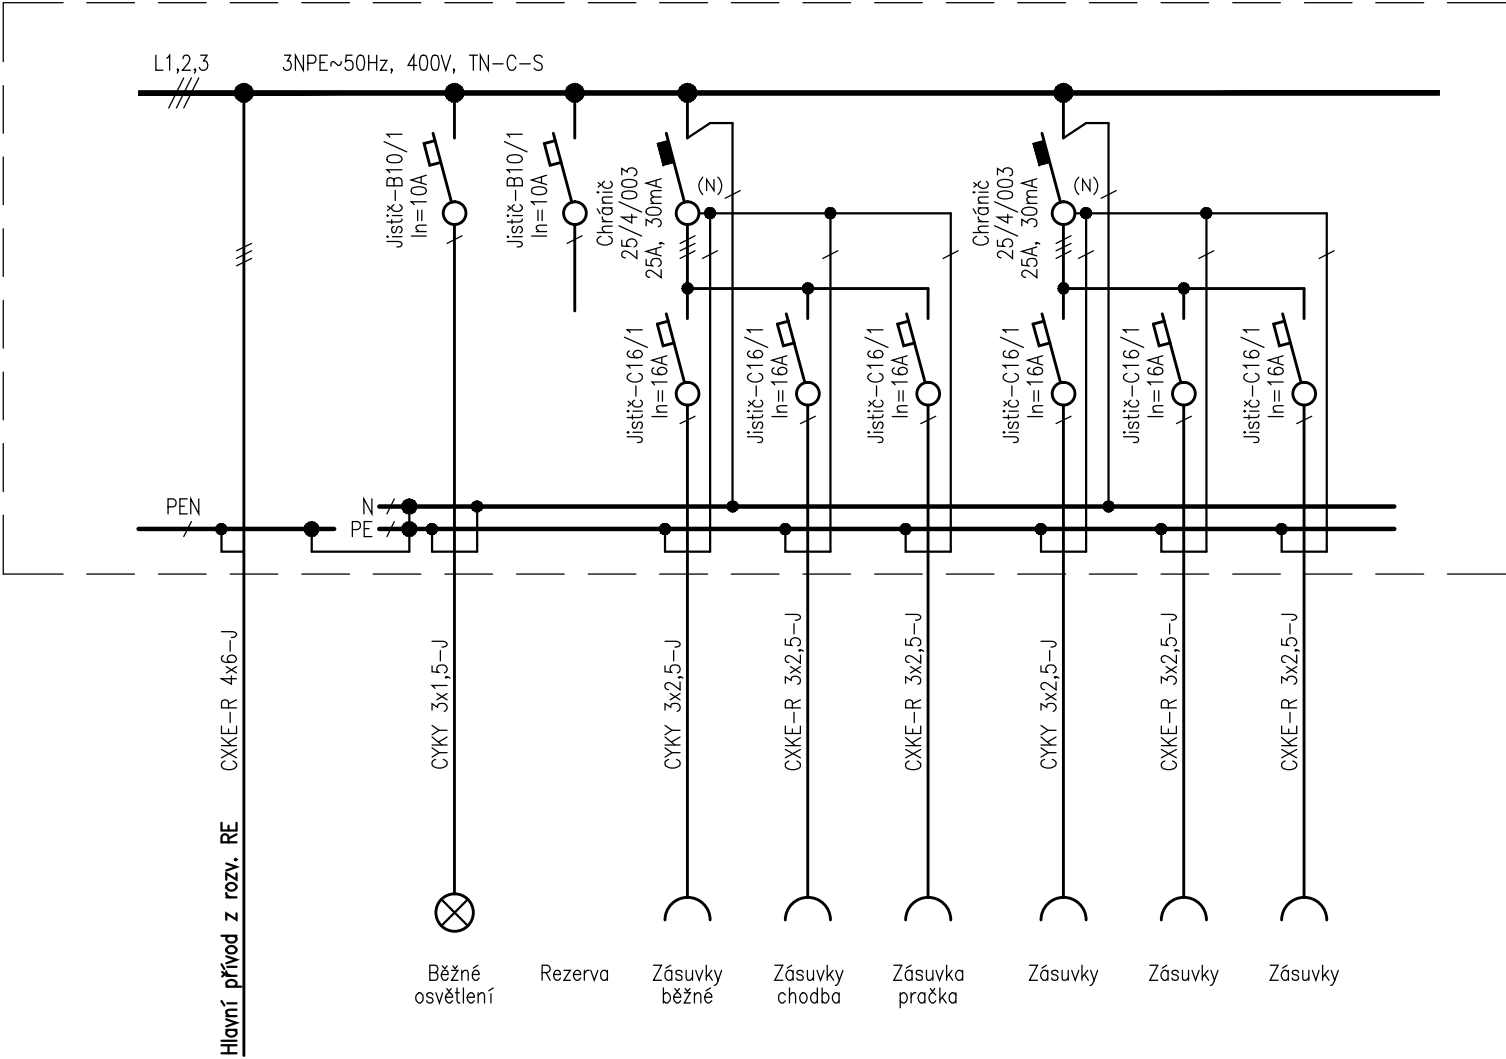 L1,2,3
3NPE~50Hz, 400V, TN-C-S
Jistič-B10/1
In=10A
Jistič-B10/1
In=10A
Chránič
25/4/003
25A, 30mA
(N)
Chránič
25/4/003
25A, 30mA
(N)
Jistič-C16/1
In=16A
Jistič-C16/1
In=16A
Jistič-C16/1
In=16A
Jistič-C16/1
In=16A
Jistič-C16/1
In=16A
Jistič-C16/1
In=16A
PEN
N
PE
CXKE-R 4x6-J
CYKY 3x1,5-J
CYKY 3x2,5-J
CXKE-R 3x2,5-J
CXKE-R 3x2,5-J
CYKY 3x2,5-J
CXKE-R 3x2,5-J
CXKE-R 3x2,5-J
Hlavní přívod z rozv. RE
Běžné
osvětlení
Rezerva
Zásuvky
běžné
Zásuvky
chodba
Zásuvka
pračka
Zásuvky
Zásuvky
Zásuvky